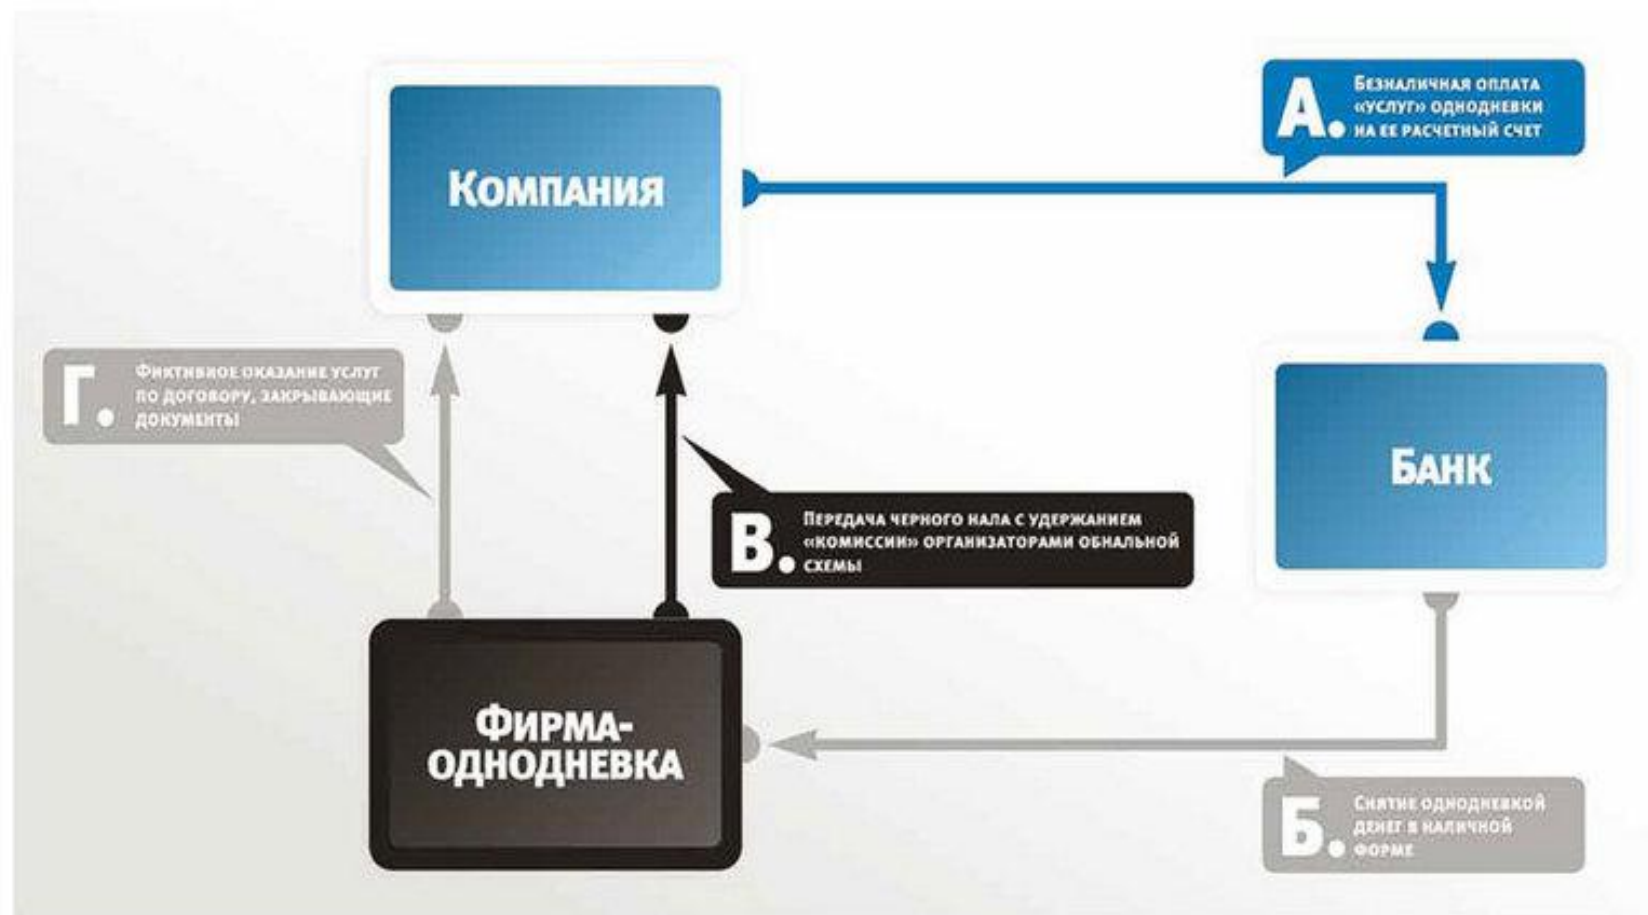 А.
Безналичная оплата
«услуг» однодневки
на ее расчетный счет
Компания
Г.
Фиктивное оказание услуг
по договору, закрывающие
документы
Банк
В.
Передача черного нала с удержанием
«комиссии» организаторами обнальной
схемы
Фирма-
однодневка
Б.
Снятие однодневкой
денег в наличной
форме